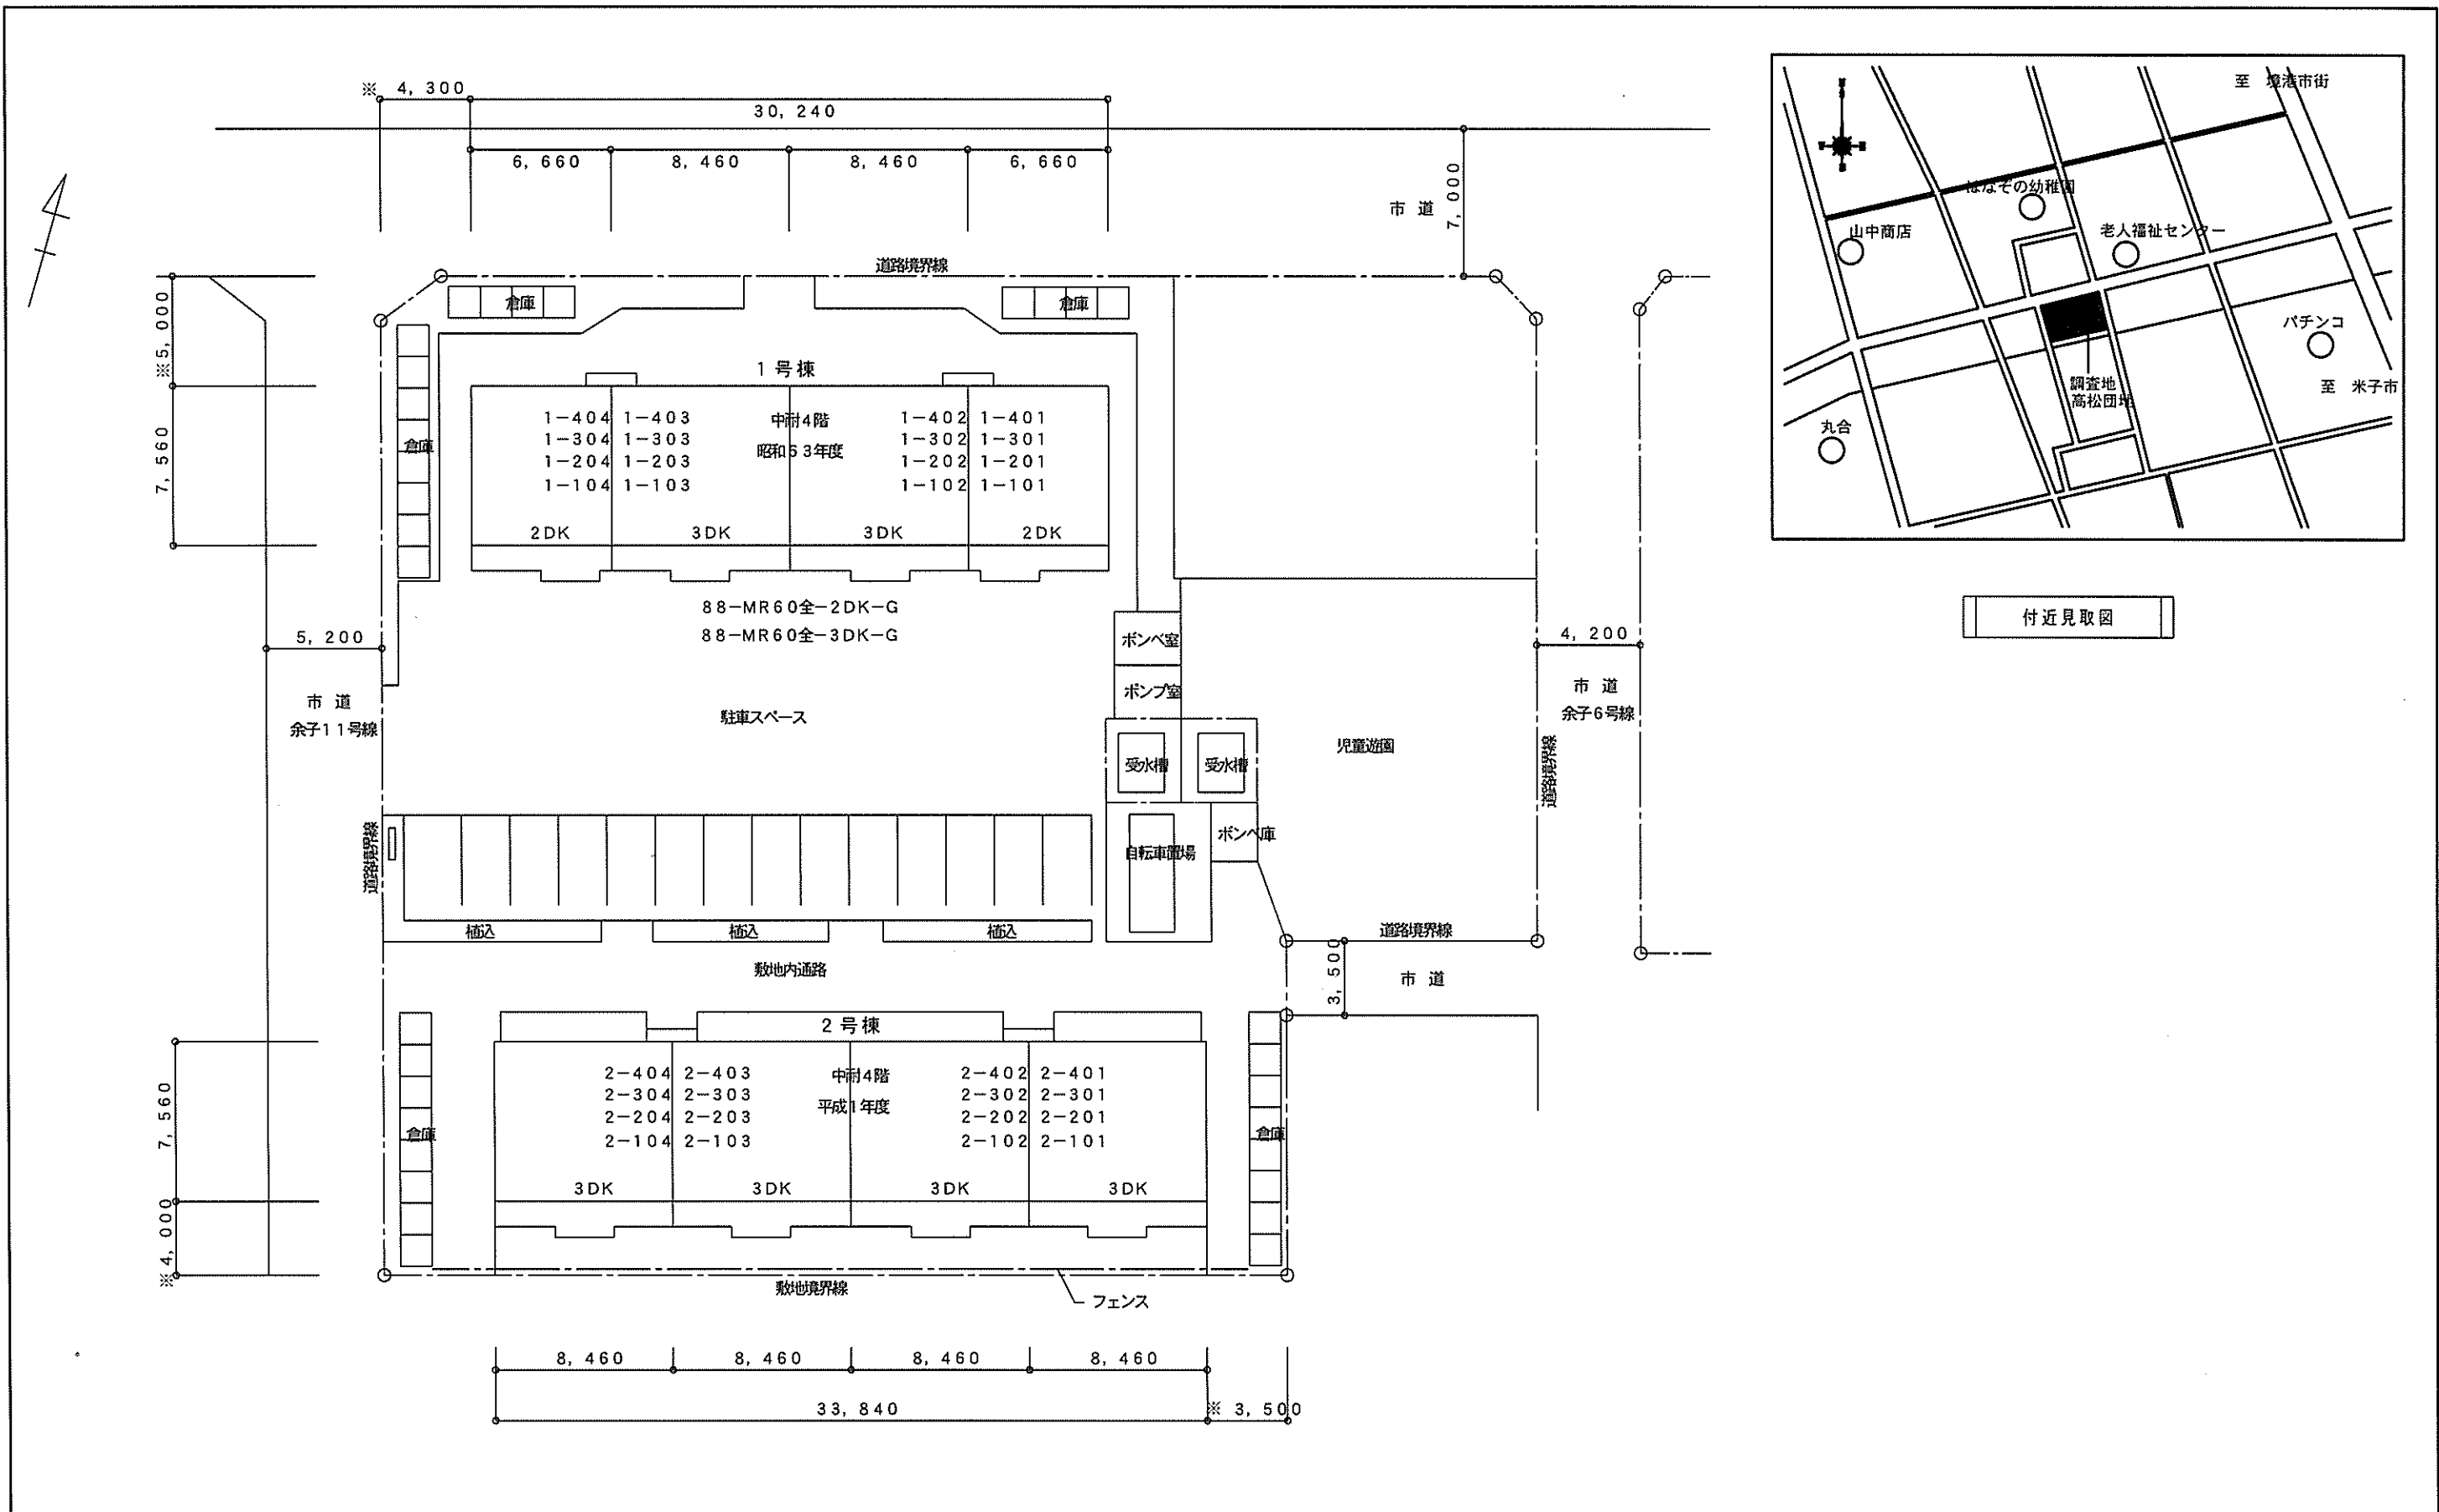 ※ 4,300
30,240
6,660
8,460
8,460
6,660
市道
7,000
道路境界線
※5,000
7,560
倉庫
倉庫
倉庫
1号棟
1-404 1-403
中耐4階
1-402 1-401
1-304 1-303
昭和63年度
1-302 1-301
1-204 1-203
1-202 1-201
1-104 1-103
1-102 1-101
2DK
3DK
3DK
2DK
88-MR60全-2DK-G
88-MR60全-3DK-G
5,200
市道
余子11号線
駐車スペース
ボンベ室
ポンプ室
受水槽
受水槽
ボンベ庫
自転車置場
児童遊園
4,200
市道
余子6号線
道路境界線
道路境界線
植込
植込
植込
敷地内通路
道路境界線
3,500
市道
2号棟
2-404 2-403
中耐4階
2-402 2-401
2-304 2-303
平成1年度
2-302 2-301
2-204 2-203
2-202 2-201
2-104 2-103
2-102 2-101
倉庫
倉庫
3DK
3DK
3DK
3DK
7,560
※4,000
敷地境界線
フェンス
8,460
8,460
8,460
8,460
33,840
※ 3,500
至 境港市街
はなぞの幼稚園
山中商店
老人福祉センター
パチンコ
調査地
高松団地
至 米子市
丸合
付近見取図